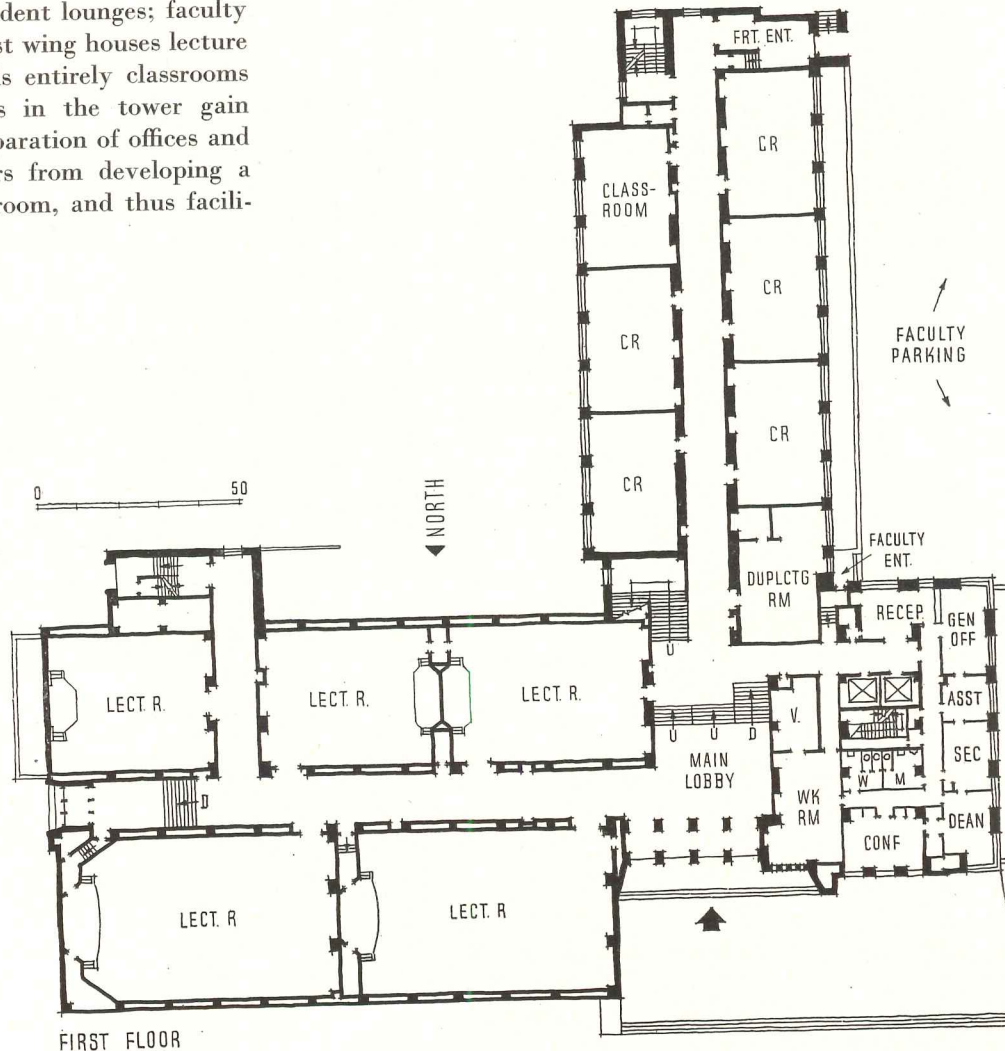 dent lounges; faculty
st wing houses lecture
s entirely classrooms
s in the tower gain
paration of offices and
rs from developing a
room, and thus facili-
FRT. ENT.
CR
CLASS-
ROOM
CR
CR
FACULTY
PARKING
CR
CR
0 50
NORTH
FACULTY
ENT.
DUPLCTG
RM
RECEP.
GEN
OFF
U
LECT. R.
LECT. R.
LECT. R.
ASST
V.
U U D
MAIN
LOBBY
SEC
W M
D
WK
RM
DEAN
CONF
LECT. R
LECT. R
FIRST FLOOR